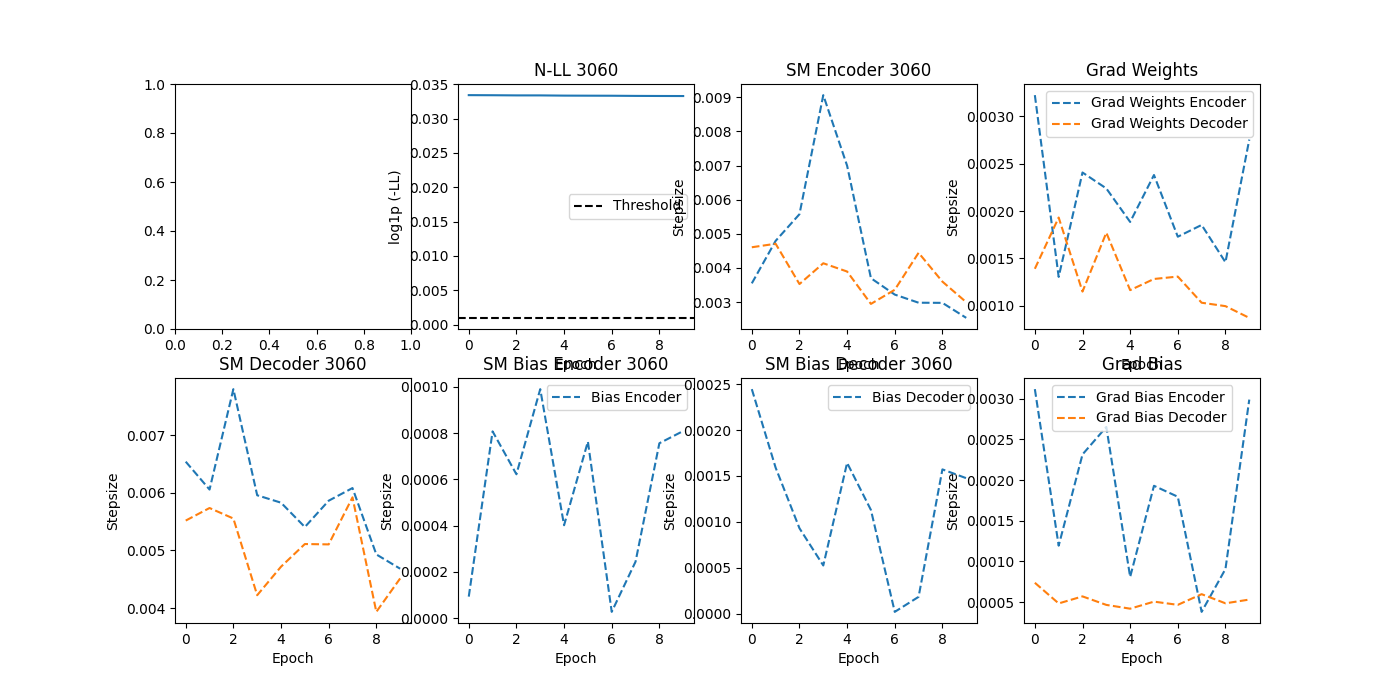 N-LL 3060
SM Encoder 3060
Grad Weights
1.0
0.8
0.6
0.4
0.2
0.0
0.0 0.2 0.4 0.6 0.8 1.0
log1p (-LL)
0.035
0.030
0.025
0.020
0.015
0.010
0.005
0.000
Threshold
0 2 4 6 8
Epoch
Stepsize
0.009
0.008
0.007
0.006
0.005
0.004
0.003
0 2 4 6 8
Epoch
Stepsize
0.0030
0.0025
0.0020
0.0015
0.0010
Grad Weights Encoder
Grad Weights Decoder
0 2 4 6 8
Epoch
SM Decoder 3060
SM Bias Encoder 3060
SM Bias Decoder 3060
Grad Bias
Stepsize
0.007
0.006
0.005
0.004
0 2 4 6 8
Epoch
Stepsize
0.0010
0.0008
0.0006
0.0004
0.0002
0.0000
Bias Encoder
0 2 4 6 8
Epoch
Stepsize
0.0025
0.0020
0.0015
0.0010
0.0005
0.0000
Bias Decoder
0 2 4 6 8
Epoch
Stepsize
0.0030
0.0025
0.0020
0.0015
0.0010
0.0005
Grad Bias Encoder
Grad Bias Decoder
0 2 4 6 8
Epoch